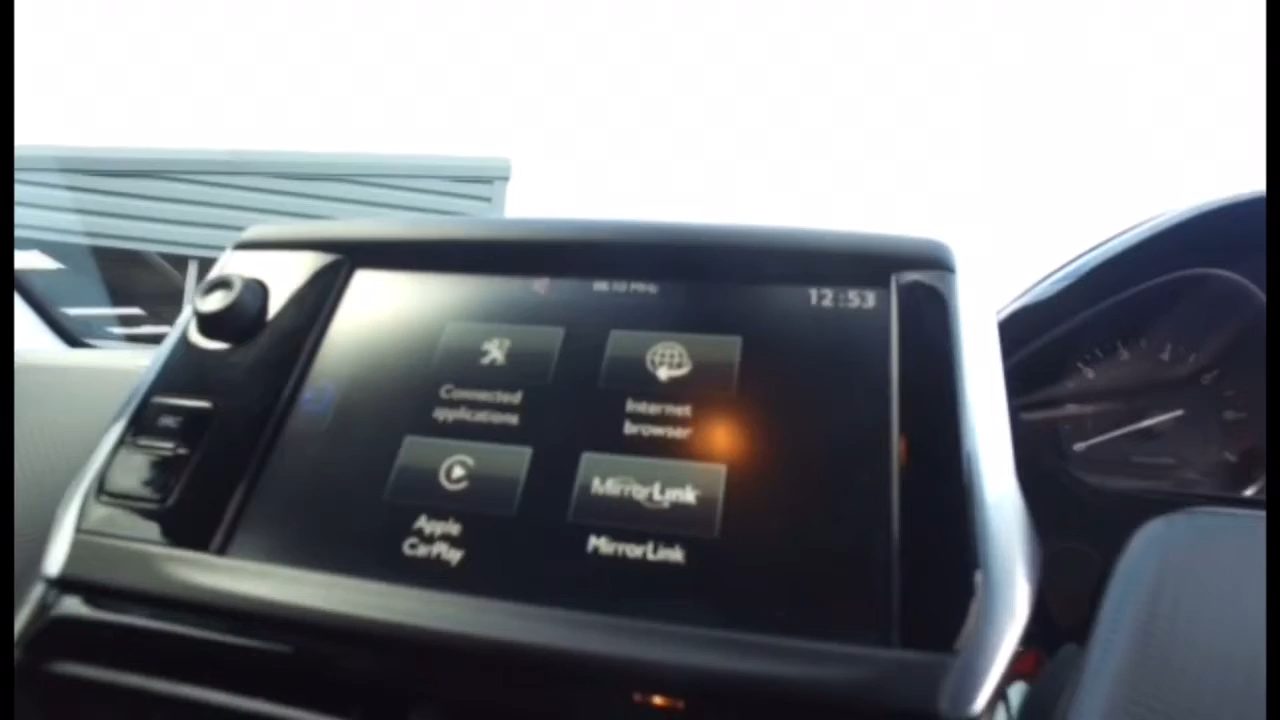 12:53
Connected
applications
Internet
browser
Apple
CarPlay
MirrorLink
MirrorLink